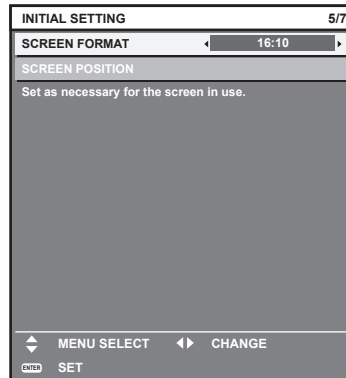 INITIAL SETTING 5/7
SCREEN FORMAT 16:10
SCREEN POSITION
Set as necessary for the screen in use.
MENU SELECT CHANGE
ENTER SET